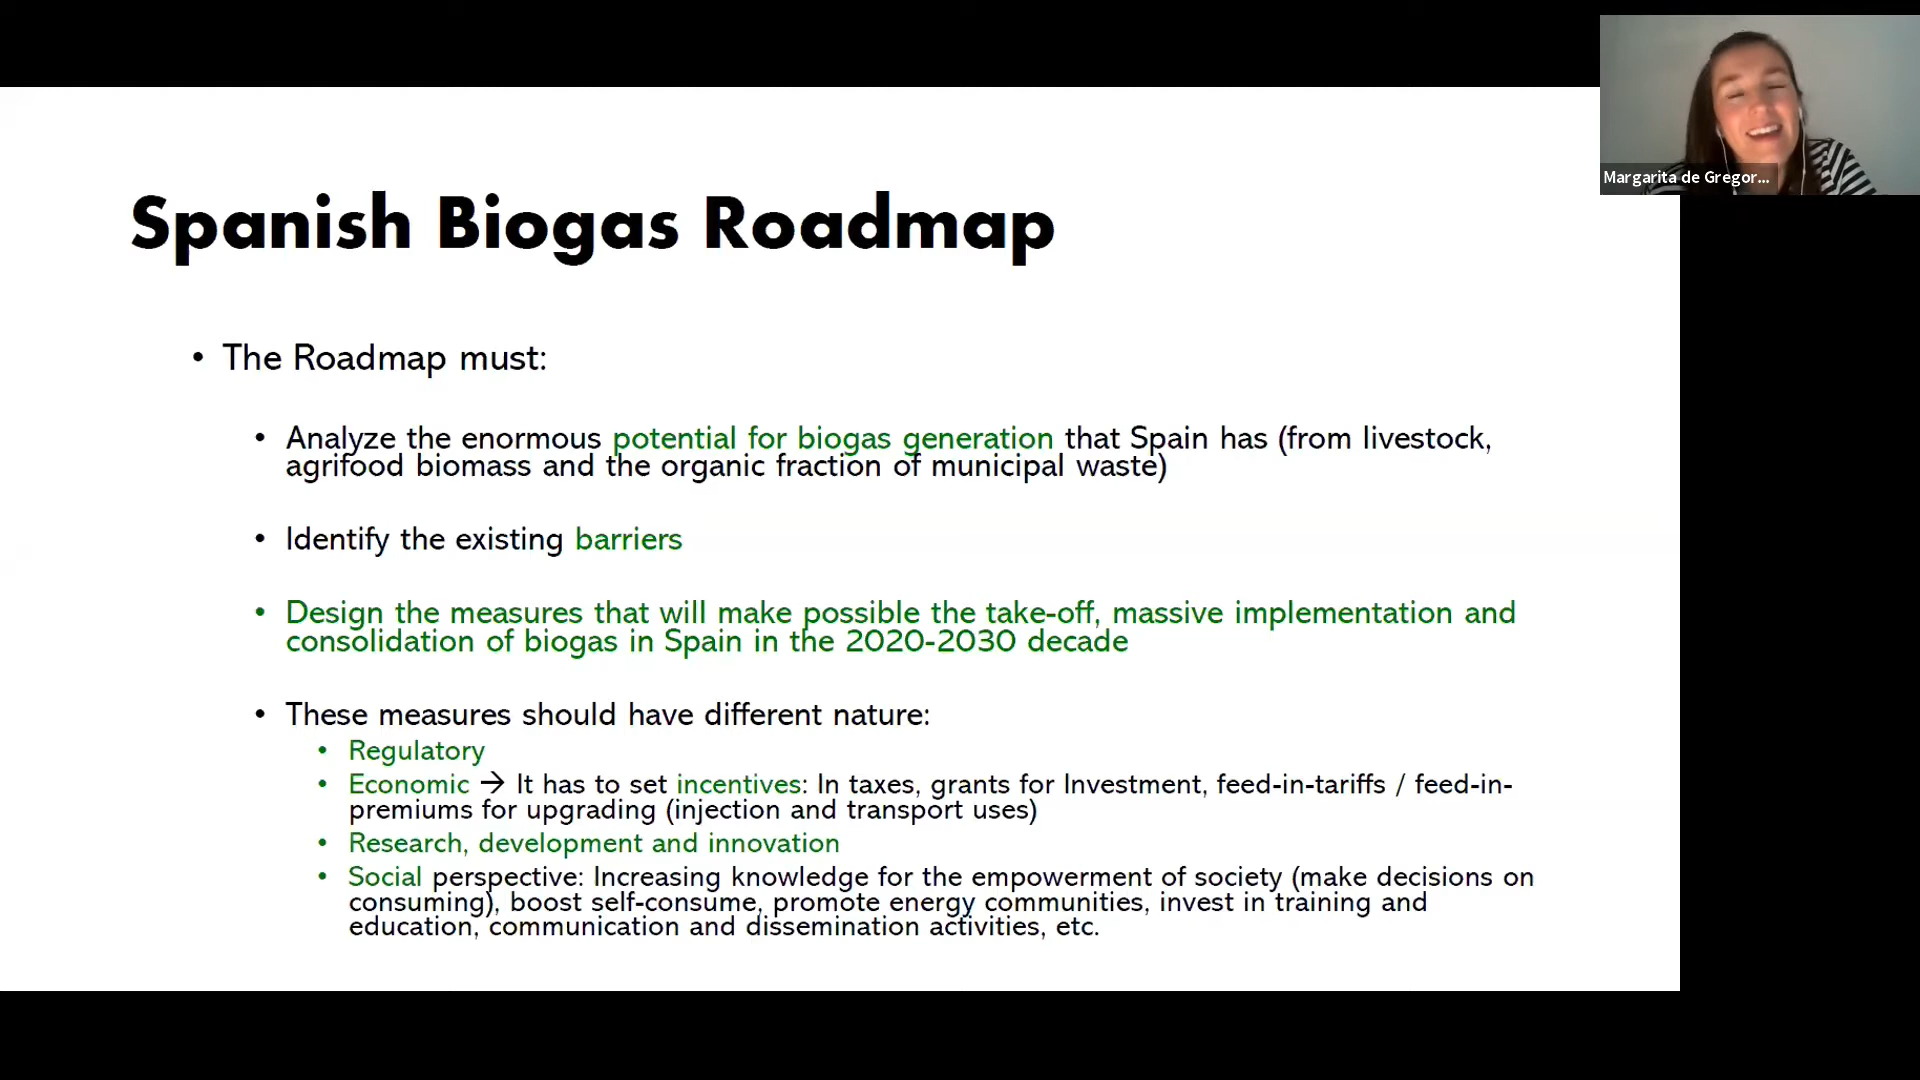 Margarita de Gregor...
Spanish Biogas Roadmap
• The Roadmap must:
• Analyze the enormous potential for biogas generation that Spain has (from livestock,
agrifood biomass and the organic fraction of municipal waste)
• Identify the existing barriers
• Design the measures that will make possible the take-off, massive implementation and
consolidation of biogas in Spain in the 2020-2030 decade
• These measures should have different nature:
• Regulatory
• Economic → It has to set incentives: In taxes, grants for Investment, feed-in-tariffs / feed-in-
premiums for upgrading (injection and transport uses)
• Research, development and innovation
• Social perspective: Increasing knowledge for the empowerment of society (make decisions on
consuming), boost self-consume, promote energy communities, invest in training and
education, communication and dissemination activities, etc.